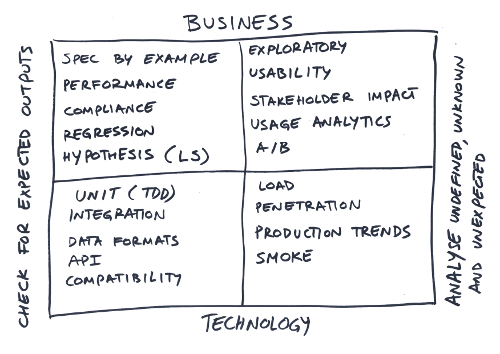 BUSINESS
CHECK FOR EXPECTED OUTPUTS
SPEC BY EXAMPLE
PERFORMANCE
COMPLIANCE
REGRESSION
HYPOTHESIS (LS)
EXPLORATORY
USABILITY
STAKEHOLDER IMPACT
USAGE ANALYTICS
A/B
UNIT (TDD)
INTEGRATION
DATA FORMATS
API
COMPATIBILITY
LOAD
PENETRATION
PRODUCTION TRENDS
SMOKE
ANALYSE UNDEFINED, UNKNOWN
AND UNEXPECTED
TECHNOLOGY